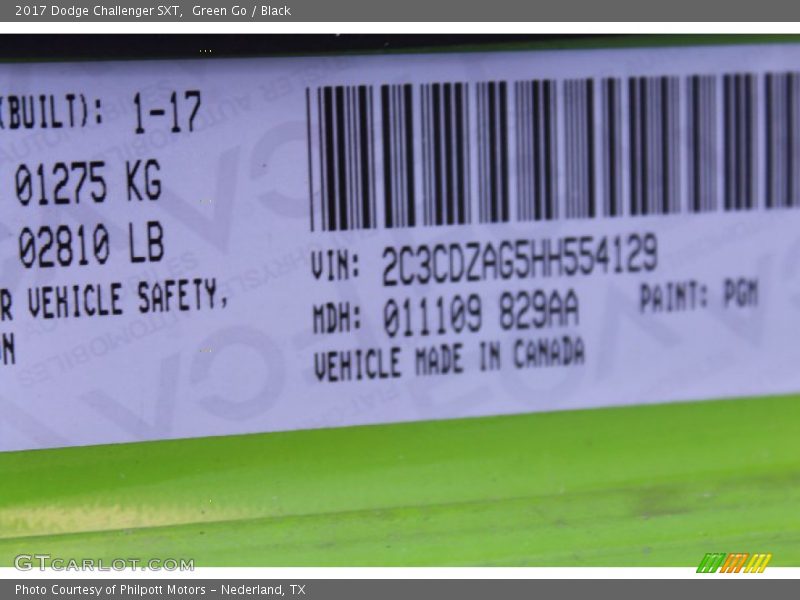 2017 Dodge Challenger SXT, Green Go / Black
(BUILT): 1-17
01275 KG
02810 LB
R VEHICLE SAFETY,
N
VIN: 2C3CDZAG5HH554129
MDH: 011109 829AA
PAINT: PGM
VEHICLE MADE IN CANADA
GTCARLOT.COM
Photo Courtesy of Philpott Motors - Nederland, TX